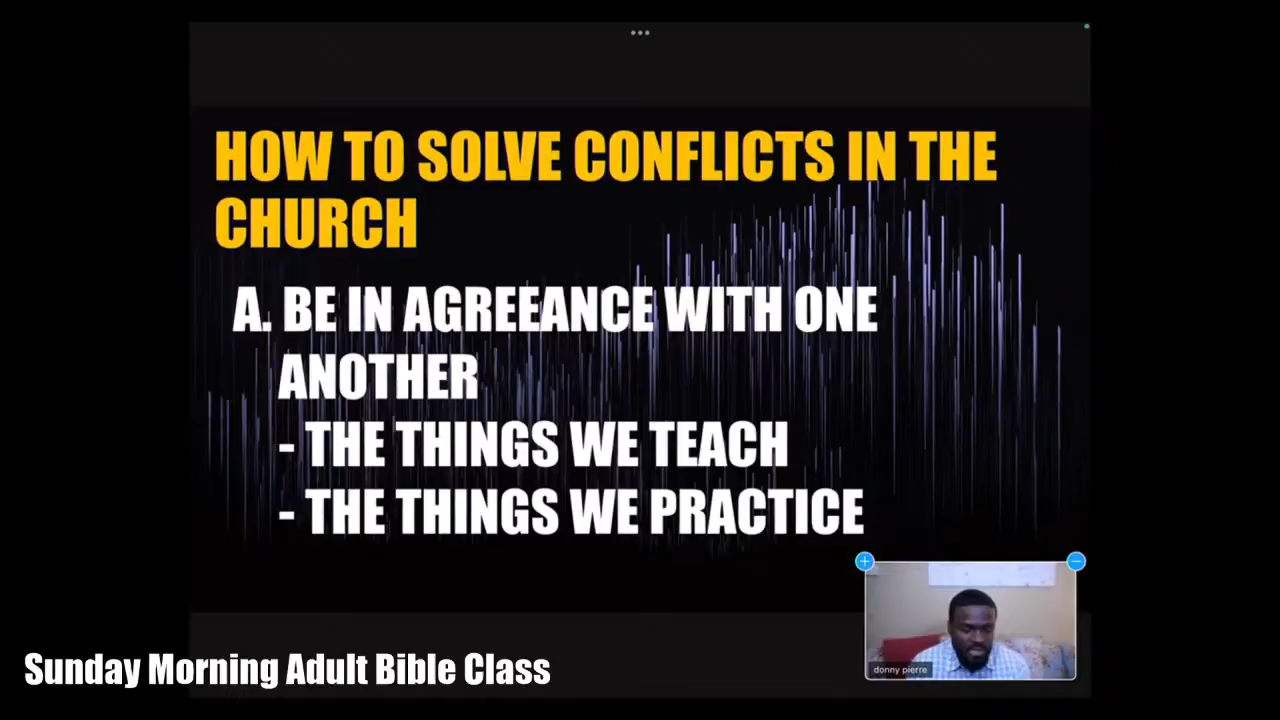 HOW TO SOLVE CONFLICTS IN THE
CHURCH
A. BE IN AGREEANCE WITH ONE
ANOTHER
- THE THINGS WE TEACH
- THE THINGS WE PRACTICE
donny pierre
Sunday Morning Adult Bible Class